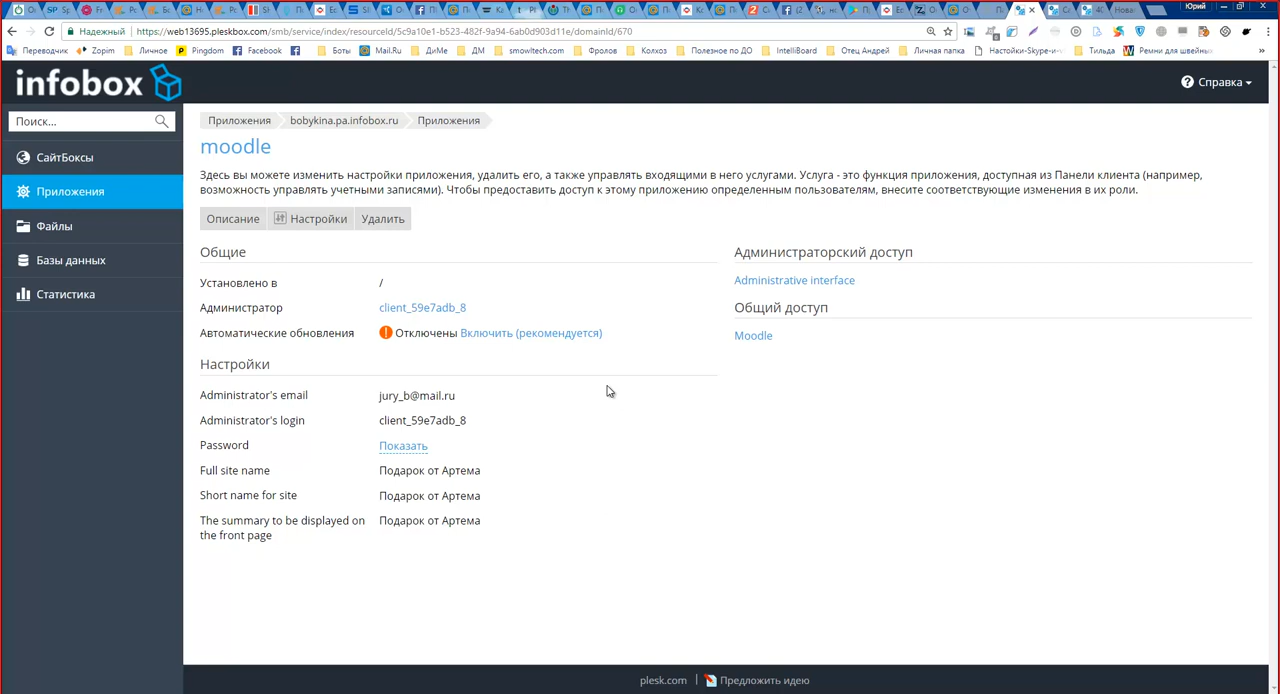 Юрий
Надежный
https://web13695.pleskbox.com/smb/service/index/resourceId/5c9a10e1-b523-482f-9a94-6ab0d903d11e/domainId/670
Переводчик Zopim Личное Pingdom Facebook Боты Mail.Ru ДиМе ДМ smowltech.com Фролов Колхоз Полезное по ДО IntelliBoard Отец Андрей Личная папка Настойки-Skype-и Тильда Ремни для швейны »
infobox
Справка
Поиск...
Приложения bobykina.pa.infobox.ru Приложения
moodle
СайтБоксы
Приложения
Файлы
Базы данных
Статистика
Здесь вы можете изменить настройки приложения, удалить его, а также управлять входящими в него услугами. Услуга - это функция приложения, доступная из Панели клиента (например,
возможность управлять учетными записями). Чтобы предоставить доступ к этому приложению определенным пользователям, внесите соответствующие изменения в их роли.
Описание Настройки Удалить
Общие
Установлено в /
Администратор client_59e7adb_8
Автоматические обновления Отключены Включить (рекомендуется)
Настройки
Administrator's email jury_b@mail.ru
Administrator's login client_59e7adb_8
Password Показать
Full site name Подарок от Артема
Short name for site Подарок от Артема
The summary to be displayed on Подарок от Артема
the front page
Администраторский доступ
Administrative interface
Общий доступ
Moodle
plesk.com | Предложить идею